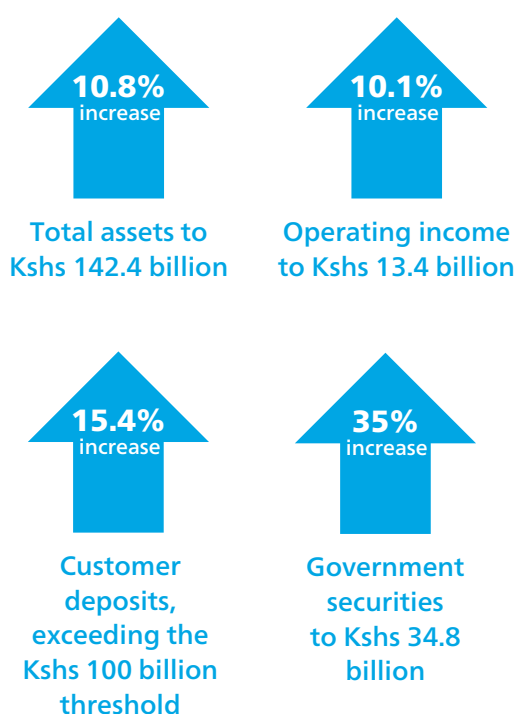 10.8%
increase
Total assets to
Kshs 142.4 billion
10.1%
increase
Operating income
to Kshs 13.4 billion
15.4%
increase
Customer
deposits,
exceeding the
Kshs 100 billion
threshold
35%
increase
Government
securities
to Kshs 34.8
billion